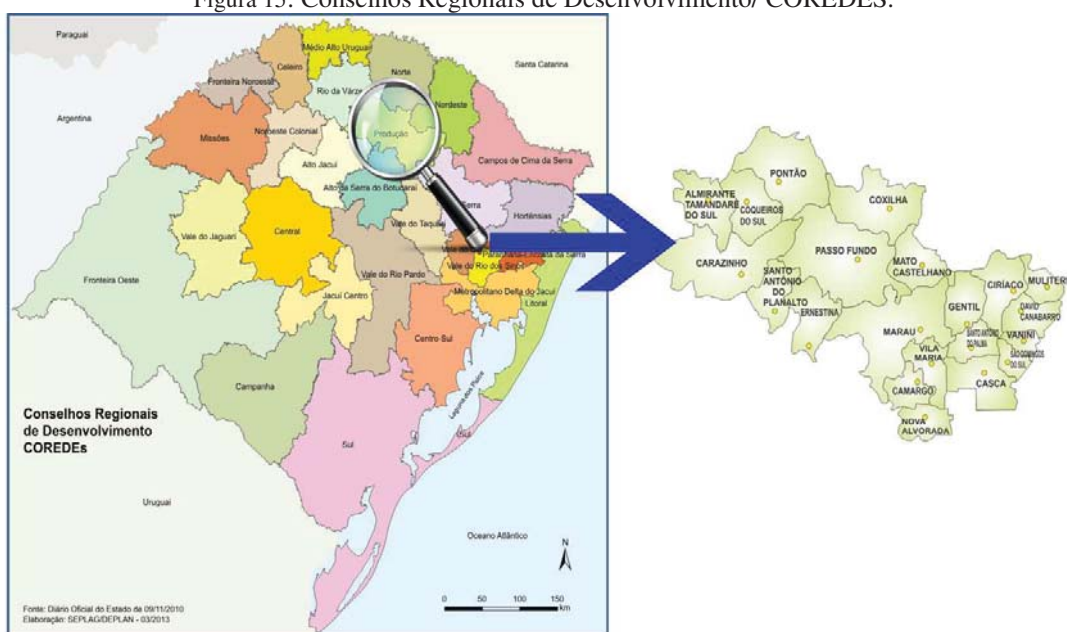 Figura 15: Conselhos Regionais de Desenvolvimento/ COREDES.
Paraguai
Médio Alto Uruguai
Santa Catarina
Celeiro
Norte
Fronteira Noroeste
Rio da Várze
Nordeste
Argentina
Missões
Noroeste Colonial
Produção
Alto Jacuí
Campos de Cima da Serra
Alto da Serra do Botucaraí
Serra
Hortênsias
Vale do Jaguari
Central
Vale do Taquari
Fronteira Oeste
Vale do Rio Pardo
Vale do Rio dos Sinos
Jacuí Centro
Metropolitano Delta do Jacuí
Litoral
Centro-Sul
Campanha
Laguna dos Patos
Conselhos Regionais
de Desenvolvimento
COREDEs
Sul
Sul
Uruguai
Oceano Atlântico
N
0 50 100 150
km
Fonte: Diário Oficial do Estado de 09/11/2010
Elaboração: SEPLAG/DEPLAN - 03/2013
PONTÃO
ALMIRANTE
TAMANDARÉ
DO SUL
COQUEIROS
DO SUL
COXILHA
CARAZINHO
PASSO FUNDO
MATO
CASTELHANO
SANTO
ANTÔNIO
DO
PLANALTO
ERNESTINA
CIRÍACO
MULITERN
GENTIL
DAVID
CANABARRO
MARAU
SANTO ANTONIO
DO PALMA
VANINI
VILA
MARIA
SÃO DOMINGOS
DO SUL
CAMARGO
CASCA
NOVA
ALVORADA